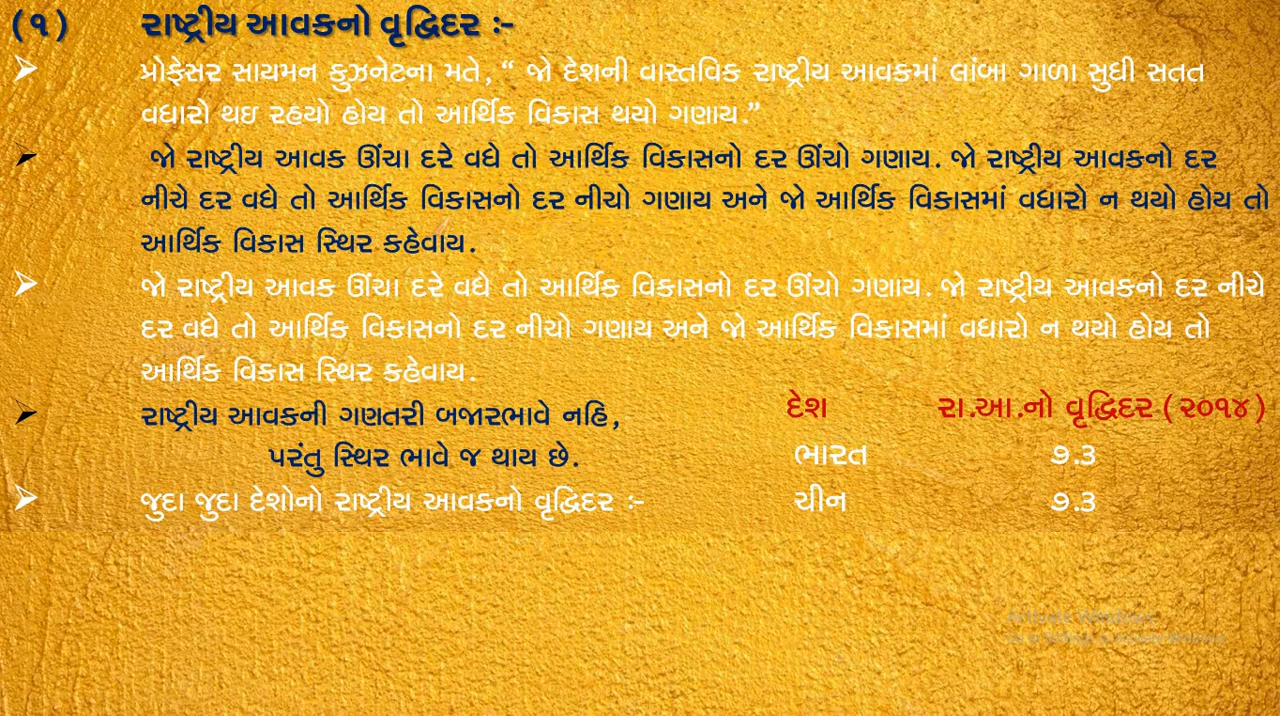 (૧) રાષ્ટ્રીય આવકનો વૃદ્ધિદર :-
➤ પ્રોફેસર સાયમન કુઝનેટના મતે, “ જો દેશની વાસ્તવિક રાષ્ટ્રીય આવકમાં લાંબા ગાળા સુધી સતત
વધારો થઇ રહયો હોય તો આર્થિક વિકાસ થયો ગણાય.”
➤ જો રાષ્ટ્રીય આવક ઊંચા દરે વધે તો આર્થિક વિકાસનો દર ઊંચો ગણાય. જો રાષ્ટ્રીય આવકનો દર
નીચે દર વધે તો આર્થિક વિકાસનો દર નીચો ગણાય અને જો આર્થિક વિકાસમાં વધારો ન થયો હોય તો
આર્થિક વિકાસ સ્થિર કહેવાય.
➤ જો રાષ્ટ્રીય આવક ઊંચા દરે વધે તો આર્થિક વિકાસનો દર ઊંચો ગણાય. જો રાષ્ટ્રીય આવકનો દર નીચે
દર વધે તો આર્થિક વિકાસનો દર નીચો ગણાય અને જો આર્થિક વિકાસમાં વધારો ન થયો હોય તો
આર્થિક વિકાસ સ્થિર કહેવાય.
➤ રાષ્ટ્રીય આવકની ગણતરી બજારભાવે નહિ,
પરંતુ સ્થિર ભાવે જ થાય છે.
➤ જુદા જુદા દેશોનો રાષ્ટ્રીય આવકનો વૃદ્ધિદર :-
દેશ રા.આ.નો વૃદ્ધિદર (૨૦૧૪)
ભારત ૭.૩
ચીન ૭.૩
Activate Windows